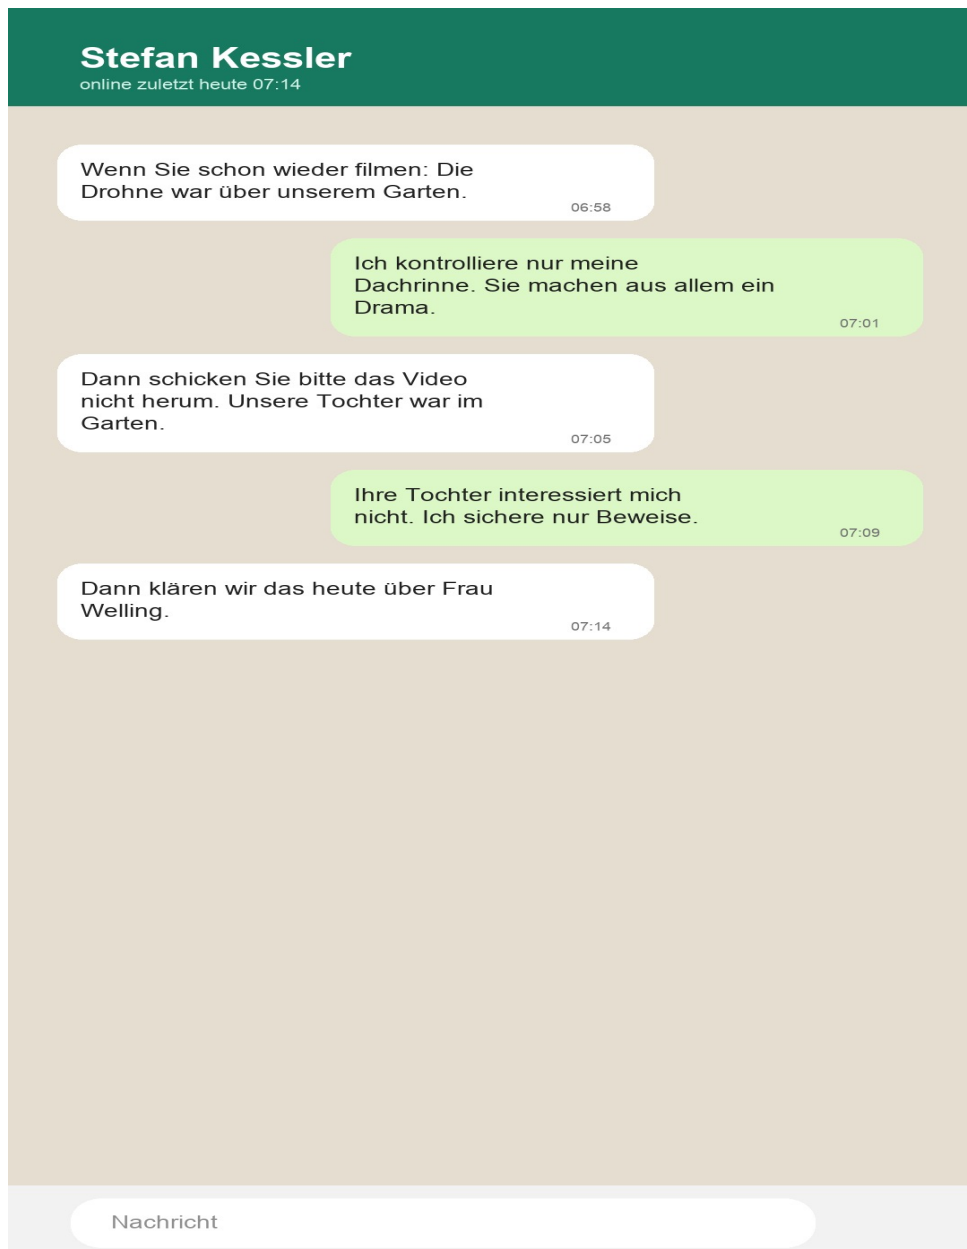 Stefan Kessler
online zuletzt heute 07:14
Wenn Sie schon wieder filmen: Die
Drohne war über unserem Garten.
06:58
Ich kontrolliere nur meine
Dachrinne. Sie machen aus allem ein
Drama.
07:01
Dann schicken Sie bitte das Video
nicht herum. Unsere Tochter war im
Garten.
07:05
Ihre Tochter interessiert mich
nicht. Ich sichere nur Beweise.
07:09
Dann klären wir das heute über Frau
Welling.
07:14
Nachricht